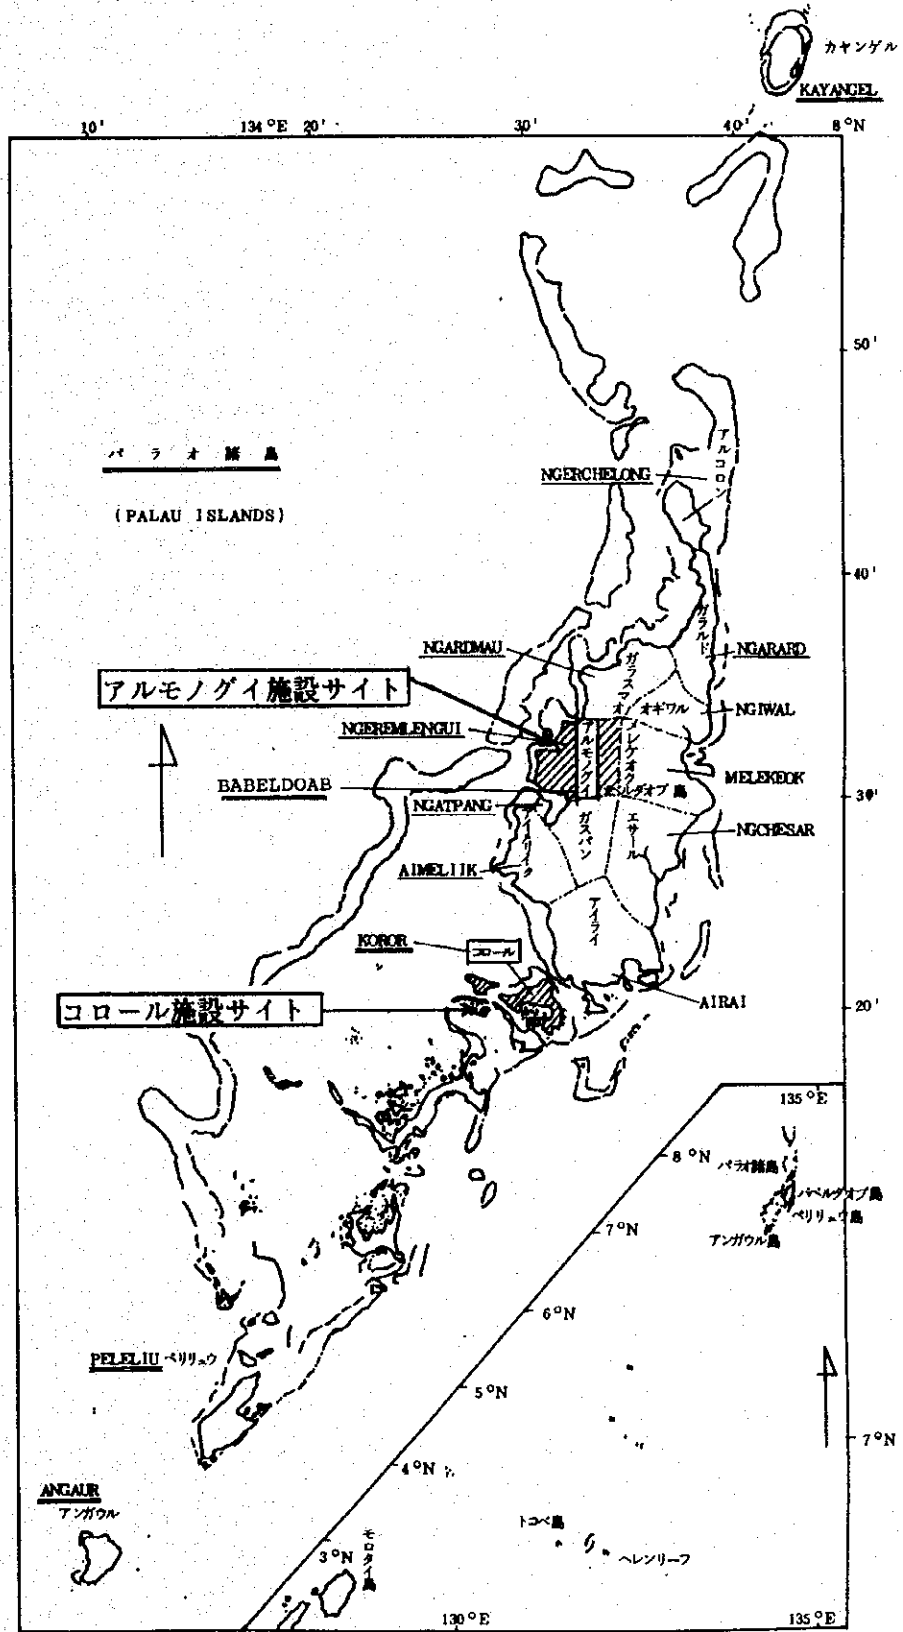 カヤンゲル
KAYANGEL
10'
134°E 20'
30'
40'
8°N
50'
パラオ諸島
(PALAU ISLANDS)
アルコロン
NGERCHELONG
40'
ガラルド
NGARDMAU
ガラスマオ
NGARARD
アルモノグイ施設サイト
オギワル
NGIWAL
NGEREMLENGUI
アルモノグイ
メレケオク
MELEKEOK
BABELDOAB
バベルダオブ島
30'
NGATPANG
ガスパン
エサール
NGCHESAR
アイメリイク
AIMELIIK
アイライ
KOROR
コロール
AIRAI
コロール施設サイト
20'
135°E
8°N
パラオ諸島
バベルダオブ島
ペリリュウ島
アンガウル島
7°N
6°N
PELELIU ペリリュウ
5°N
7°N
4°N
ANGAUR
アンガウル
トコベ島
ヘレンリーフ
3°N
モロタイ島
130°E
135°E